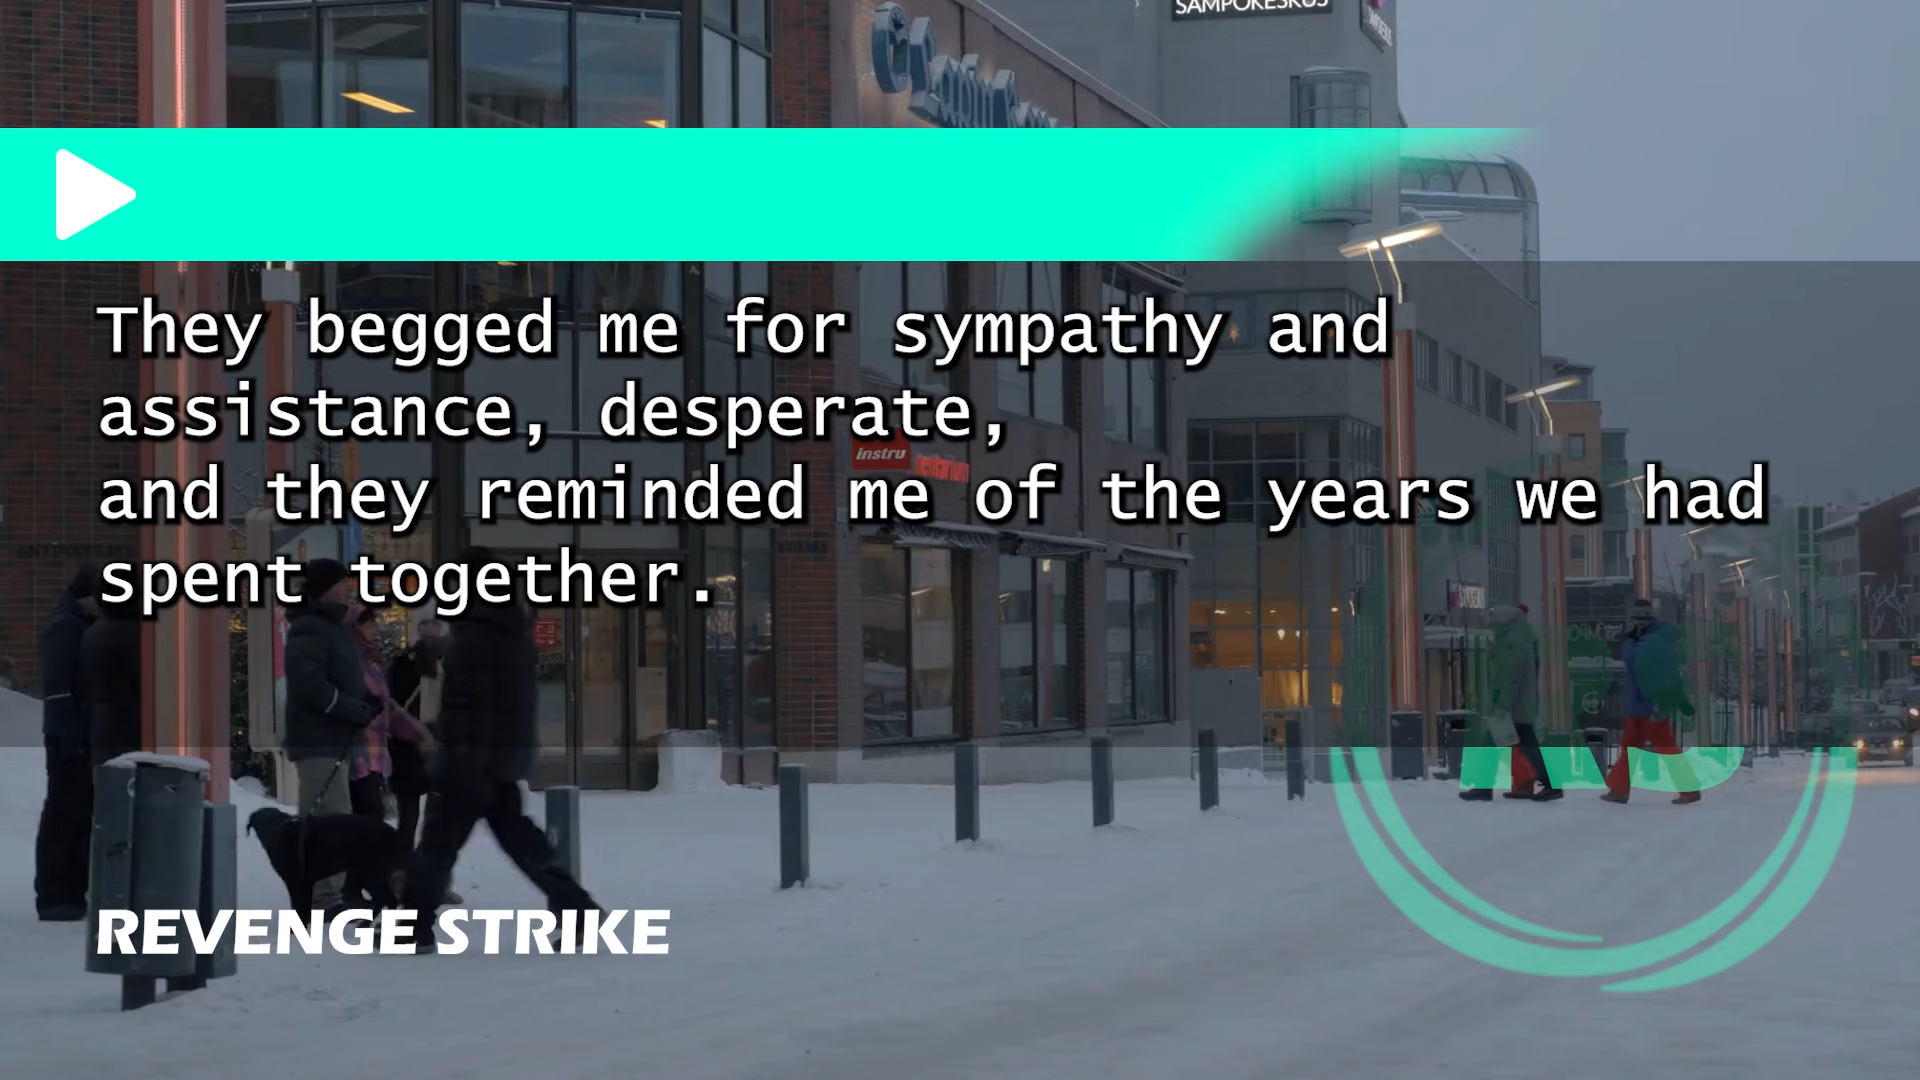 SAMPOKESKUS
They begged me for sympathy and
assistance, desperate,
instru
and they reminded me of the years we had
spent together.
REVENGE STRIKE